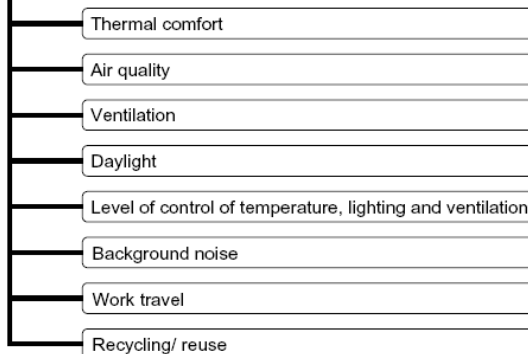 Thermal comfort
Air quality
Ventilation
Daylight
Level of control of temperature, lighting and ventilation
Background noise
Work travel
Recycling/ reuse